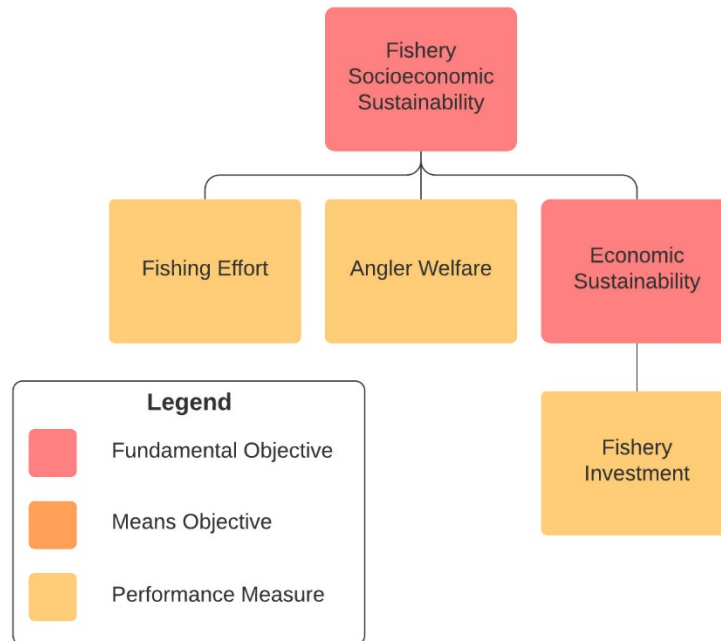 Fishery
Socioeconomic
Sustainability
Fishing Effort
Angler Welfare
Economic
Sustainability
Fishery
Investment
Legend
Fundamental Objective
Means Objective
Performance Measure